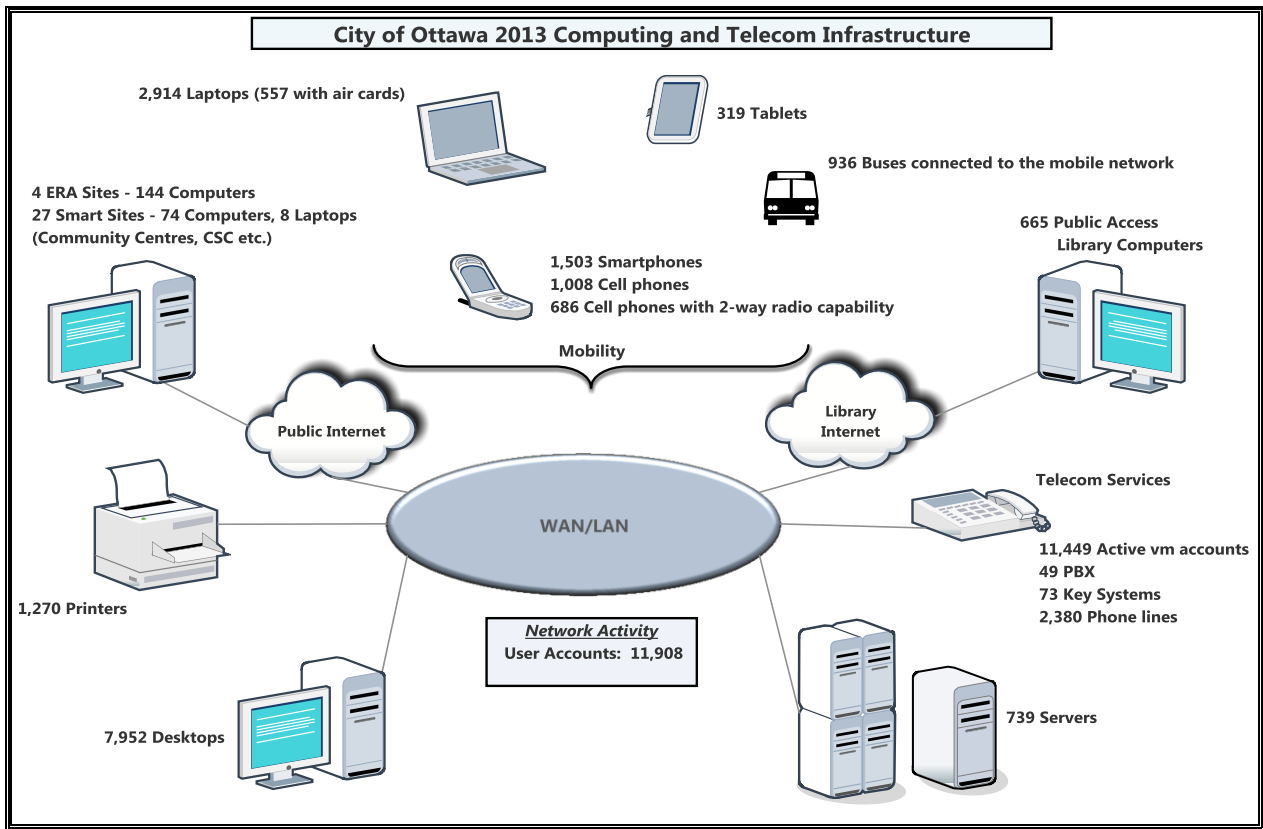 City of Ottawa 2013 Computing and Telecom Infrastructure
2,914 Laptops (557 with air cards)
319 Tablets
936 Buses connected to the mobile network
4 ERA Sites - 144 Computers
27 Smart Sites - 74 Computers, 8 Laptops
(Community Centres, CSC etc.)
665 Public Access
Library Computers
1,503 Smartphones
1,008 Cell phones
686 Cell phones with 2-way radio capability
Mobility
Public Internet
Library
Internet
WAN/LAN
Telecom Services
11,449 Active vm accounts
49 PBX
73 Key Systems
2,380 Phone lines
1,270 Printers
Network Activity
User Accounts: 11,908
7,952 Desktops
739 Servers